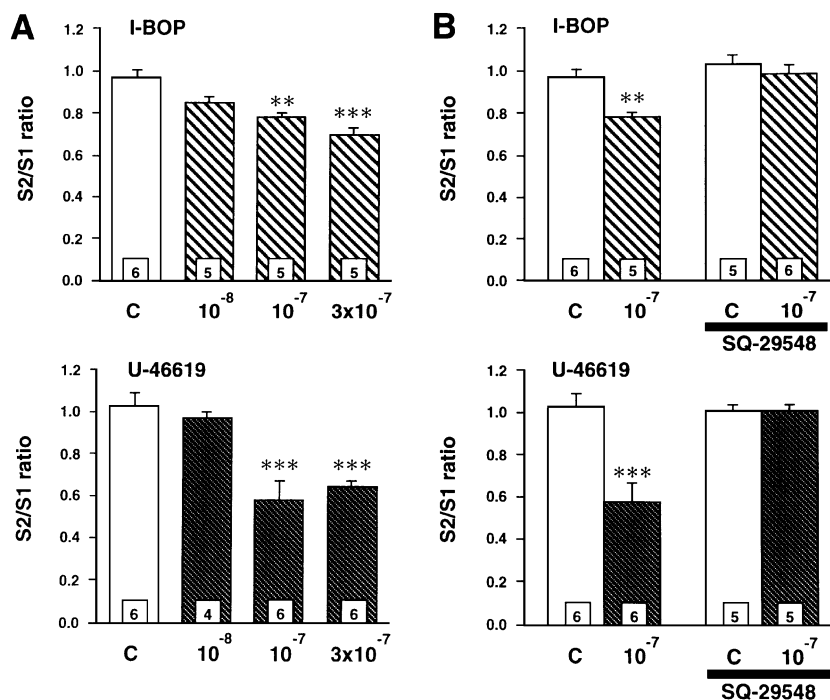 A
I-BOP
S2/S1 ratio
1.2
1.0
0.8
0.6
0.4
0.2
0.0
**
***
6
5
5
5
C
10^-8
10^-7
3x10^-7
U-46619
S2/S1 ratio
1.2
1.0
0.8
0.6
0.4
0.2
0.0
***
***
6
4
6
6
C
10^-8
10^-7
3x10^-7
B
I-BOP
S2/S1 ratio
1.2
1.0
0.8
0.6
0.4
0.2
0.0
**
6
5
5
6
C
10^-7
C
10^-7
SQ-29548
U-46619
S2/S1 ratio
1.2
1.0
0.8
0.6
0.4
0.2
0.0
***
6
6
5
5
C
10^-7
C
10^-7
SQ-29548